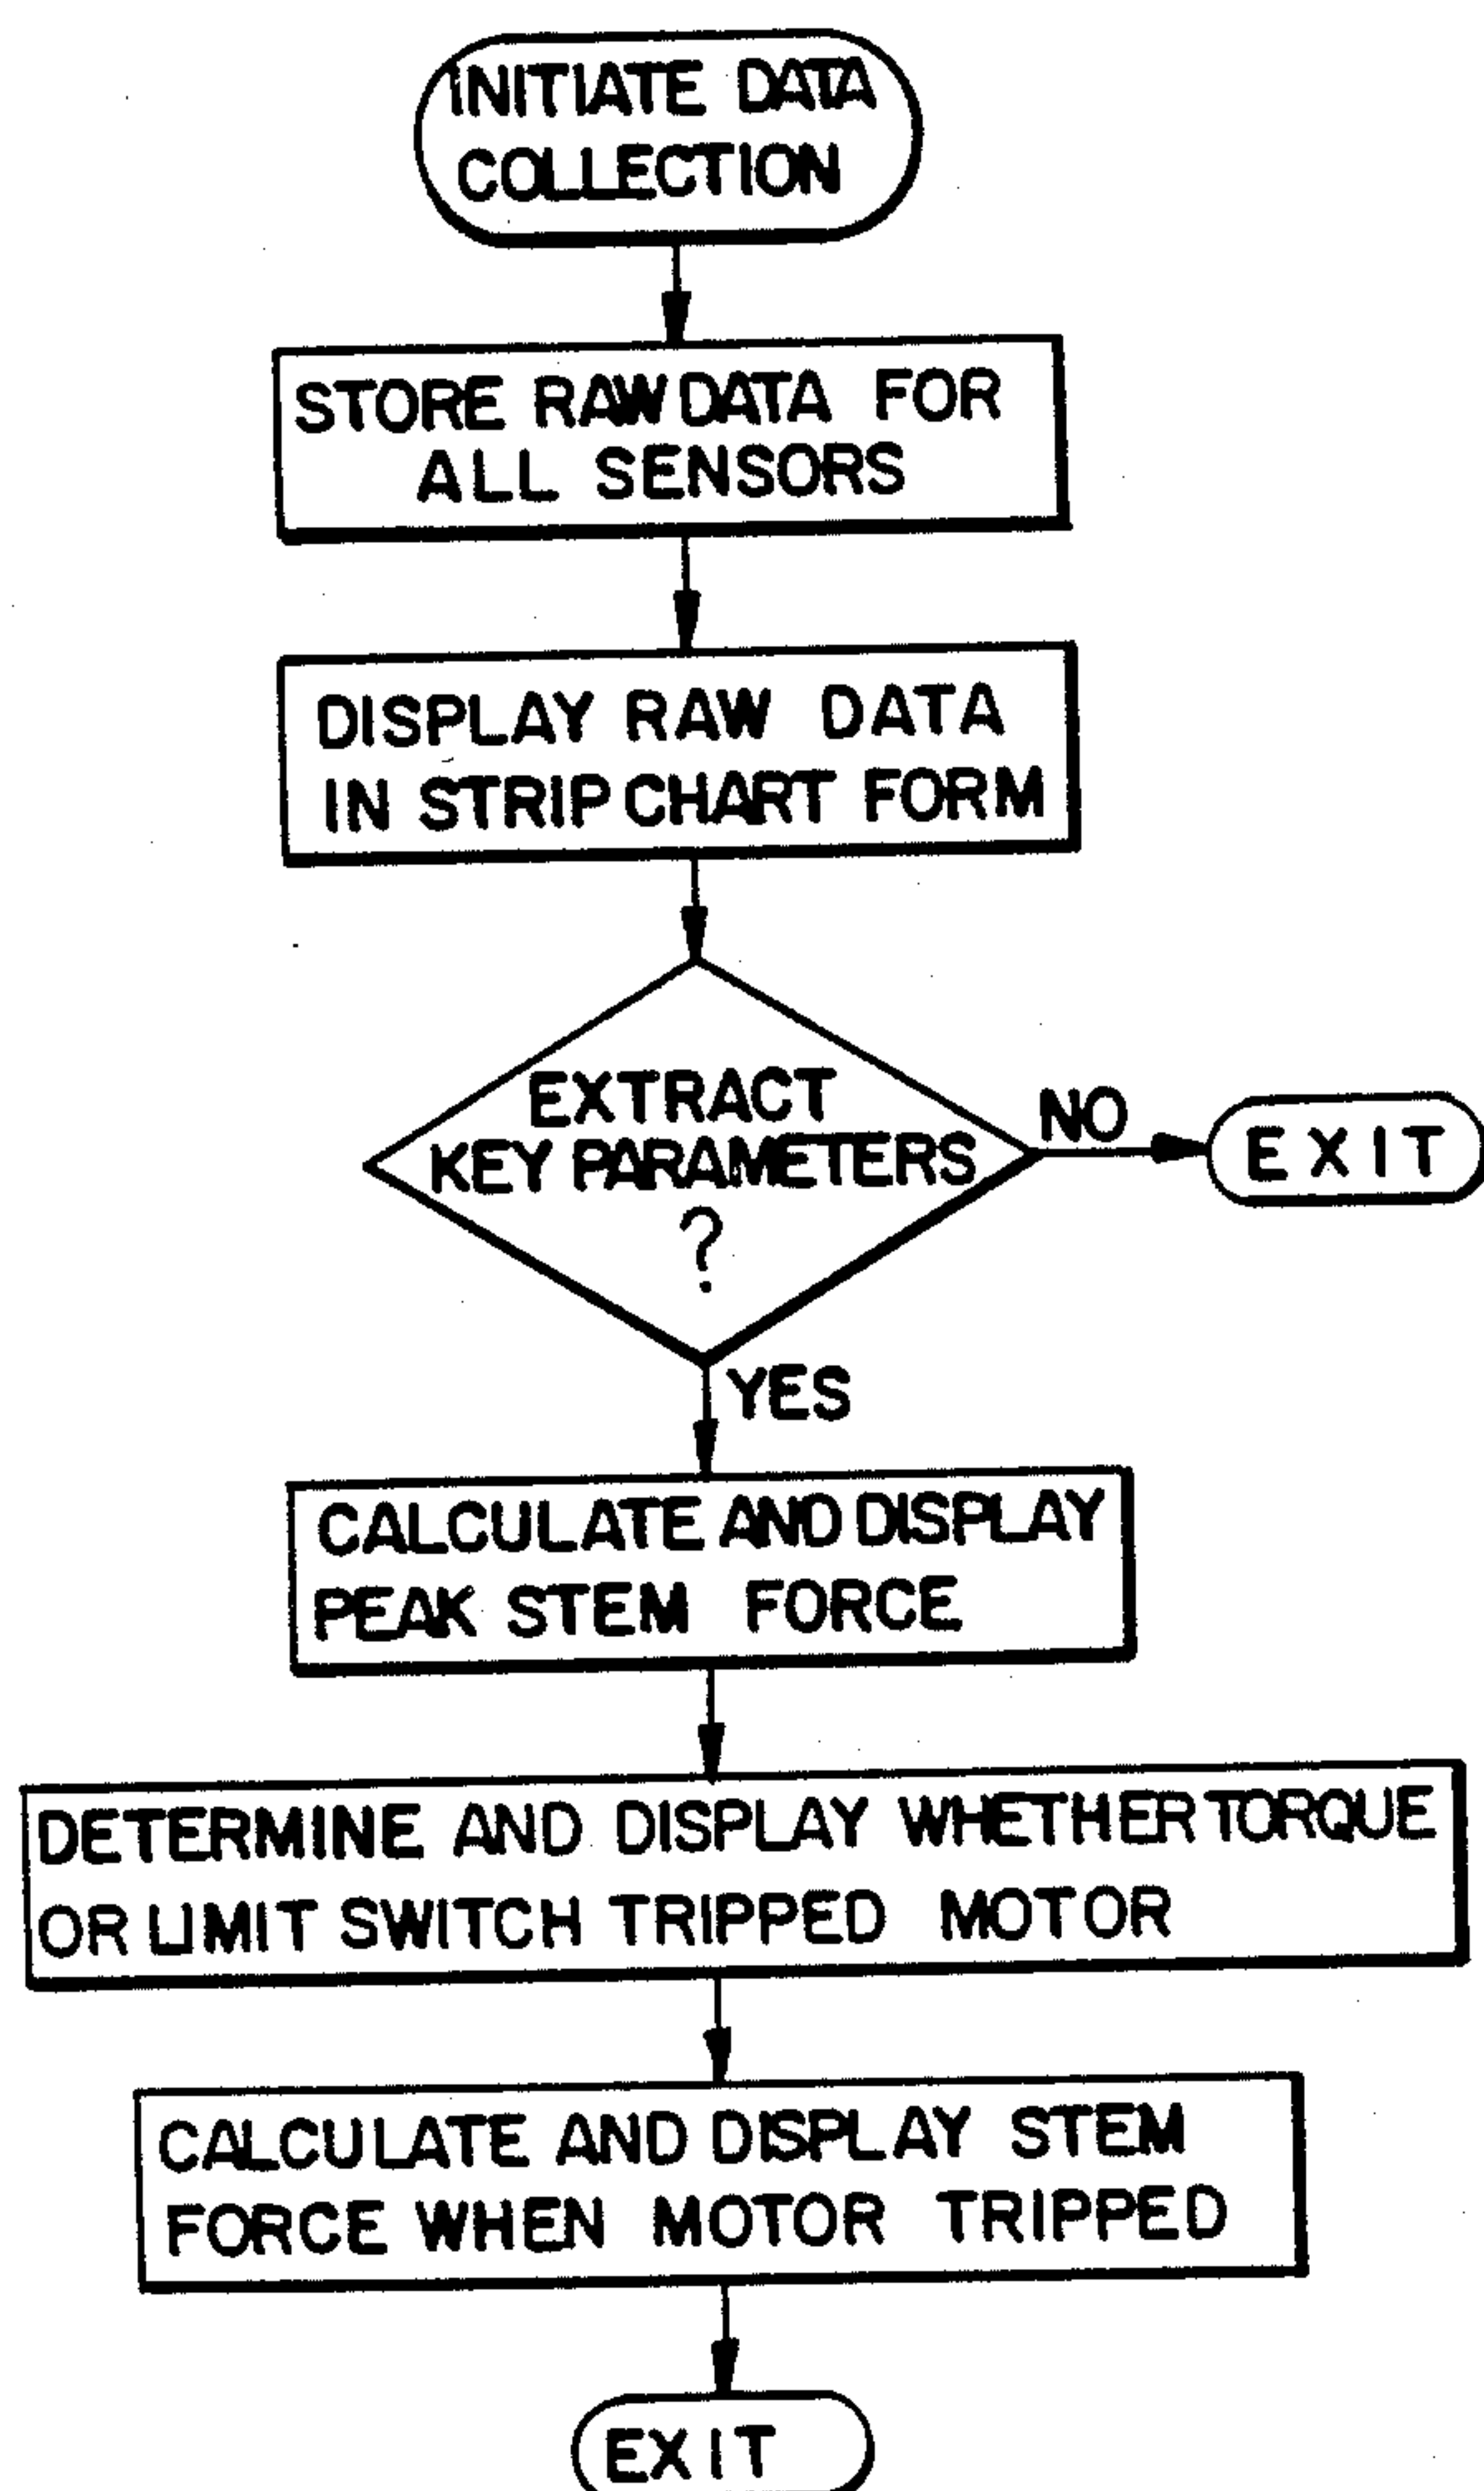 INITIATE DATA
COLLECTION
STORE RAW DATA FOR
ALL SENSORS
DISPLAY RAW DATA
IN STRIP CHART FORM
EXTRACT
KEY PARAMETERS
?
NO
EXIT
YES
CALCULATE AND DISPLAY
PEAK STEM FORCE
DETERMINE AND DISPLAY WHETHER TORQUE
OR LIMIT SWITCH TRIPPED MOTOR
CALCULATE AND DISPLAY STEM
FORCE WHEN MOTOR TRIPPED
EXIT